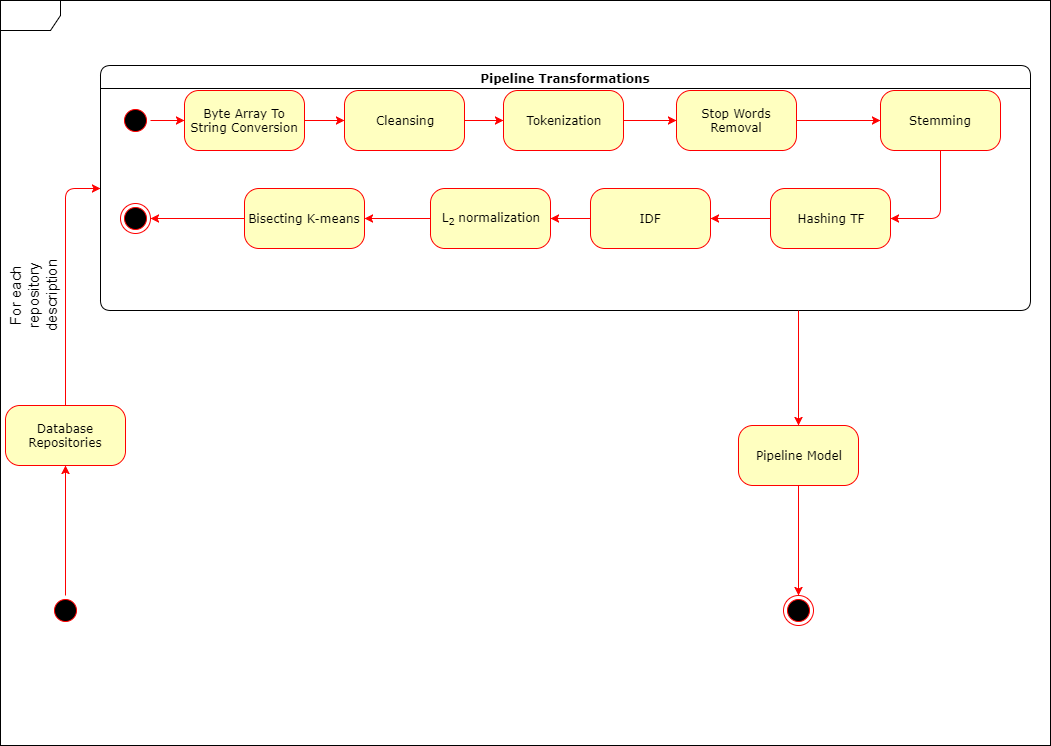 Pipeline Transformations
Byte Array To
String Conversion
Cleansing
Tokenization
Stop Words
Removal
Stemming
Bisecting K-means
L2 normalization
IDF
Hashing TF
For each
repository
description
Database
Repositories
Pipeline Model